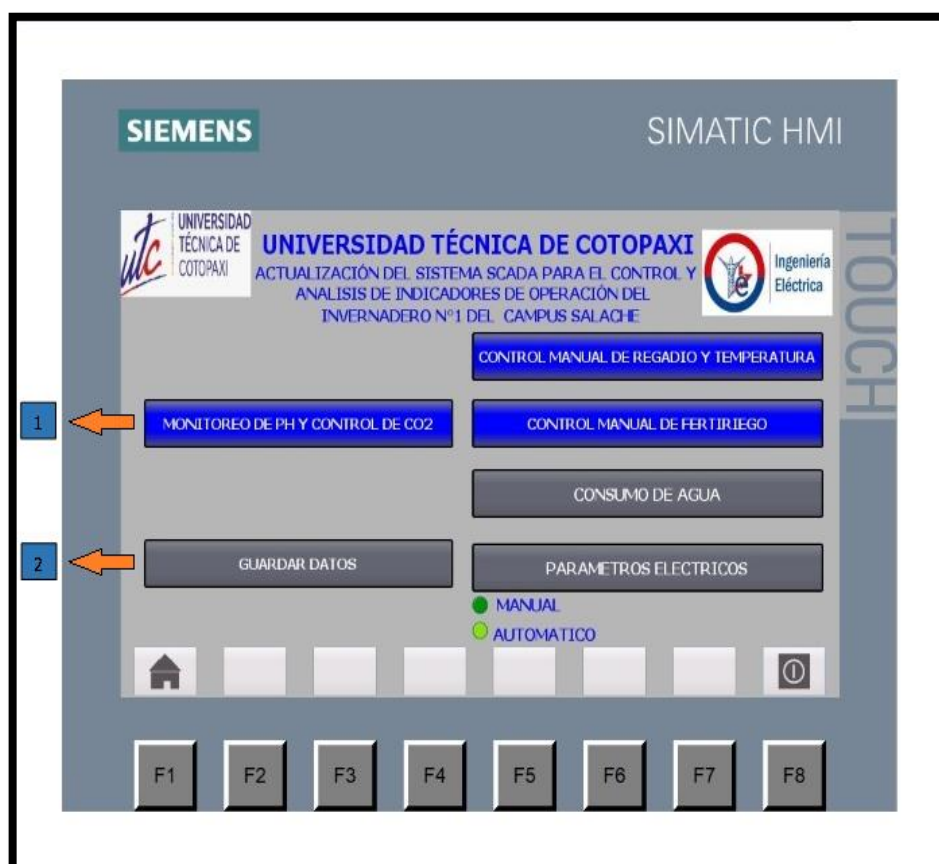 SIEMENS
SIMATIC HMI
TOUCH
UNIVERSIDAD
TÉCNICA DE
COTOPAXI
utc
UNIVERSIDAD TÉCNICA DE COTOPAXI
ACTUALIZACIÓN DEL SISTEMA SCADA PARA EL CONTROL Y
ANALISIS DE INDICADORES DE OPERACIÓN DEL
INVERNADERO N°1 DEL CAMPUS SALACHE
Ingeniería
Eléctrica
CONTROL MANUAL DE REGADIO Y TEMPERATURA
1
MONITOREO DE PH Y CONTROL DE CO2
CONTROL MANUAL DE FERTIRIEGO
CONSUMO DE AGUA
2
GUARDAR DATOS
PARAMETROS ELECTRICOS
MANUAL
AUTOMATICO
F1
F2
F3
F4
F5
F6
F7
F8